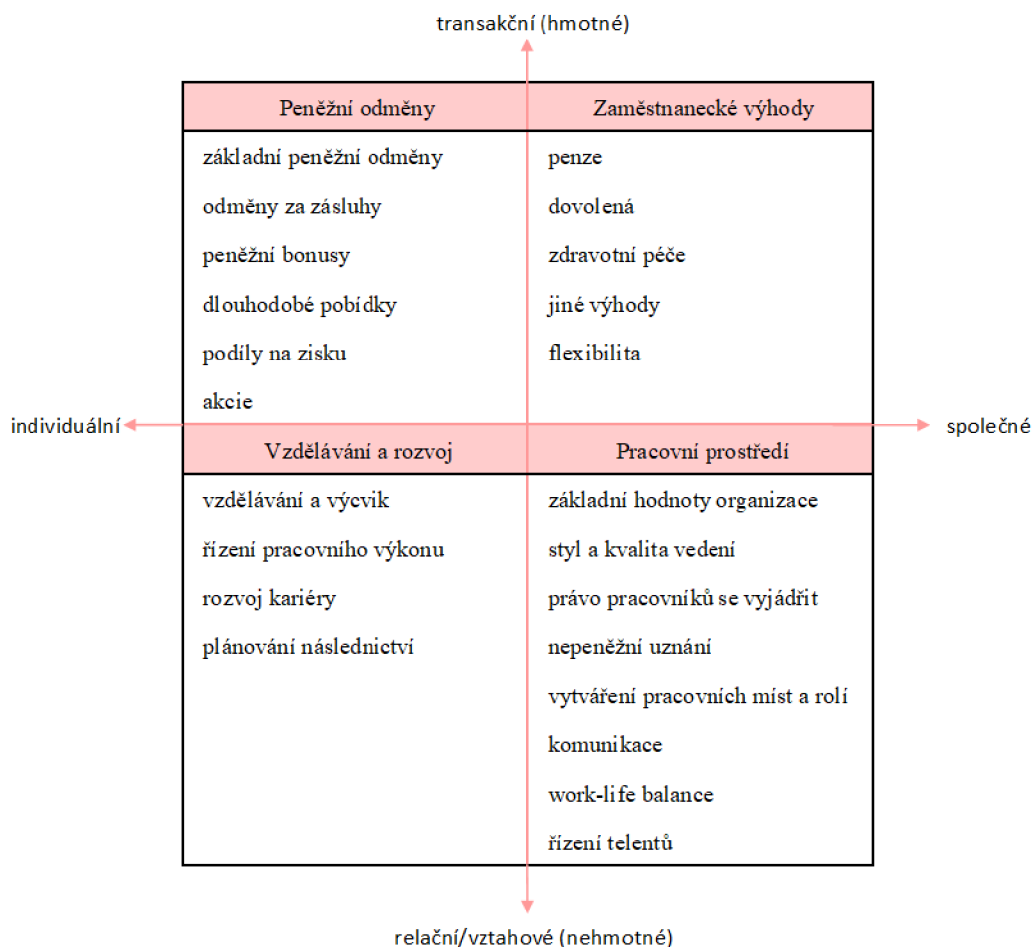 transakční (hmotné)
Peněžní odměny
základní peněžní odměny
odměny za zásluhy
peněžní bonusy
dlouhodobé pobídky
podíly na zisku
akcie
Zaměstnanecké výhody
penze
dovolená
zdravotní péče
jiné výhody
flexibilita
individuální
společné
Vzdělávání a rozvoj
vzdělávání a výcvik
řízení pracovního výkonu
rozvoj kariéry
plánování následnictví
Pracovní prostředí
základní hodnoty organizace
styl a kvalita vedení
právo pracovníků se vyjádřit
nepeněžní uznání
vytváření pracovních míst a rolí
komunikace
work-life balance
řízení talentů
relační/vztahové (nehmotné)